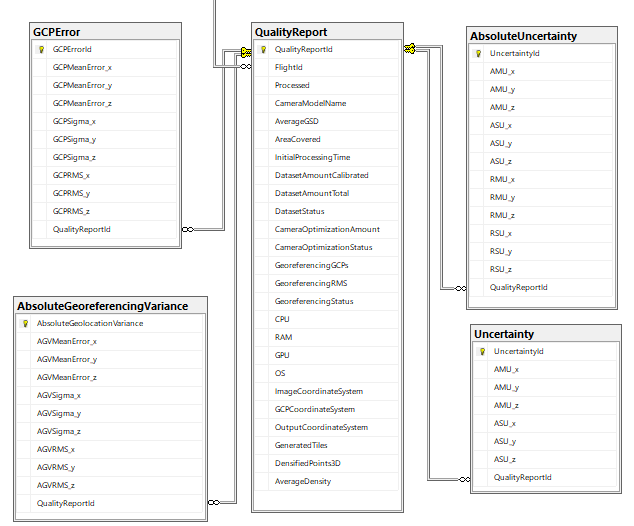 GCPError
GCPErrorId
GCPMeanError_x
GCPMeanError_y
GCPMeanError_z
GCPSigma_x
GCPSigma_y
GCPSigma_z
GCPRMS_x
GCPRMS_y
GCPRMS_z
QualityReportId
AbsoluteGeoreferencingVariance
AbsoluteGeolocationVariance
AGVMeanError_x
AGVMeanError_y
AGVMeanError_z
AGVSigma_x
AGVSigma_y
AGVSigma_z
AGVRMS_x
AGVRMS_y
AGVRMS_z
QualityReportId
QualityReport
QualityReportId
FlightId
Processed
CameraModelName
AverageGSD
AreaCovered
InitialProcessingTime
DatasetAmountCalibrated
DatasetAmountTotal
DatasetStatus
CameraOptimizationAmount
CameraOptimizationStatus
GeoreferencingGCPs
GeoreferencingRMS
GeoreferencingStatus
CPU
RAM
GPU
OS
ImageCoordinateSystem
GCPCoordinateSystem
OutputCoordinateSystem
GeneratedTiles
DensifiedPoints3D
AverageDensity
AbsoluteUncertainty
UncertaintyId
AMU_x
AMU_y
AMU_z
ASU_x
ASU_y
ASU_z
RMU_x
RMU_y
RMU_z
RSU_x
RSU_y
RSU_z
QualityReportId
Uncertainty
UncertaintyId
AMU_x
AMU_y
AMU_z
ASU_x
ASU_y
ASU_z
QualityReportId